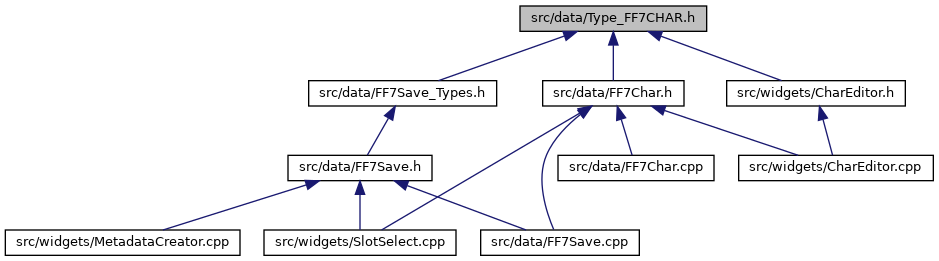 src/data/Type_FF7CHAR.h
src/data/FF7Save_Types.h
src/data/FF7Char.h
src/widgets/CharEditor.h
src/data/FF7Save.h
src/data/FF7Char.cpp
src/widgets/CharEditor.cpp
src/widgets/MetadataCreator.cpp
src/widgets/SlotSelect.cpp
src/data/FF7Save.cpp